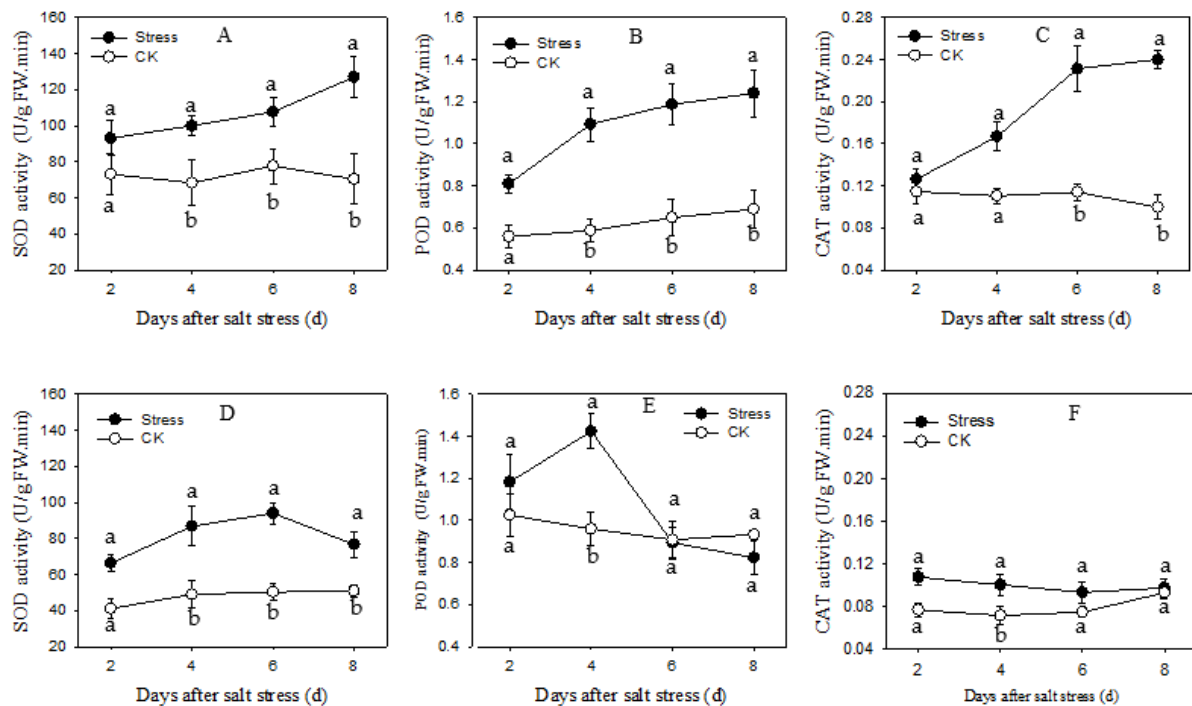 A
Stress
CK
SOD activity (U/gFW.min)
160
140
120
100
80
60
40
20
a
a
a
a
a
b
b
b
2
4
6
8
Days after salt stress (d)
B
Stress
CK
POD activity (U/gFW.min)
1.6
1.4
1.2
1.0
0.8
0.6
0.4
a
a
a
a
a
b
b
b
2
4
6
8
Days after salt stress (d)
C
Stress
CK
CAT activity (U/gFW.min)
0.28
0.24
0.20
0.16
0.12
0.08
0.04
a
a
a
a
a
a
b
b
2
4
6
8
Days after salt stress (d)
D
Stress
CK
SOD activity (U/gFW.min)
160
140
120
100
80
60
40
20
a
a
a
a
a
b
b
b
2
4
6
8
Days after salt stress (d)
E
Stress
CK
POD activity (U/gFW.min)
1.6
1.4
1.2
1.0
0.8
0.6
0.4
a
a
a
a
a
b
a
a
2
4
6
8
Days after salt stress (d)
F
Stress
CK
CAT activity (U/gFW.min)
0.28
0.24
0.20
0.16
0.12
0.08
0.04
a
a
a
a
a
b
a
a
2
4
6
8
Days after salt stress (d)